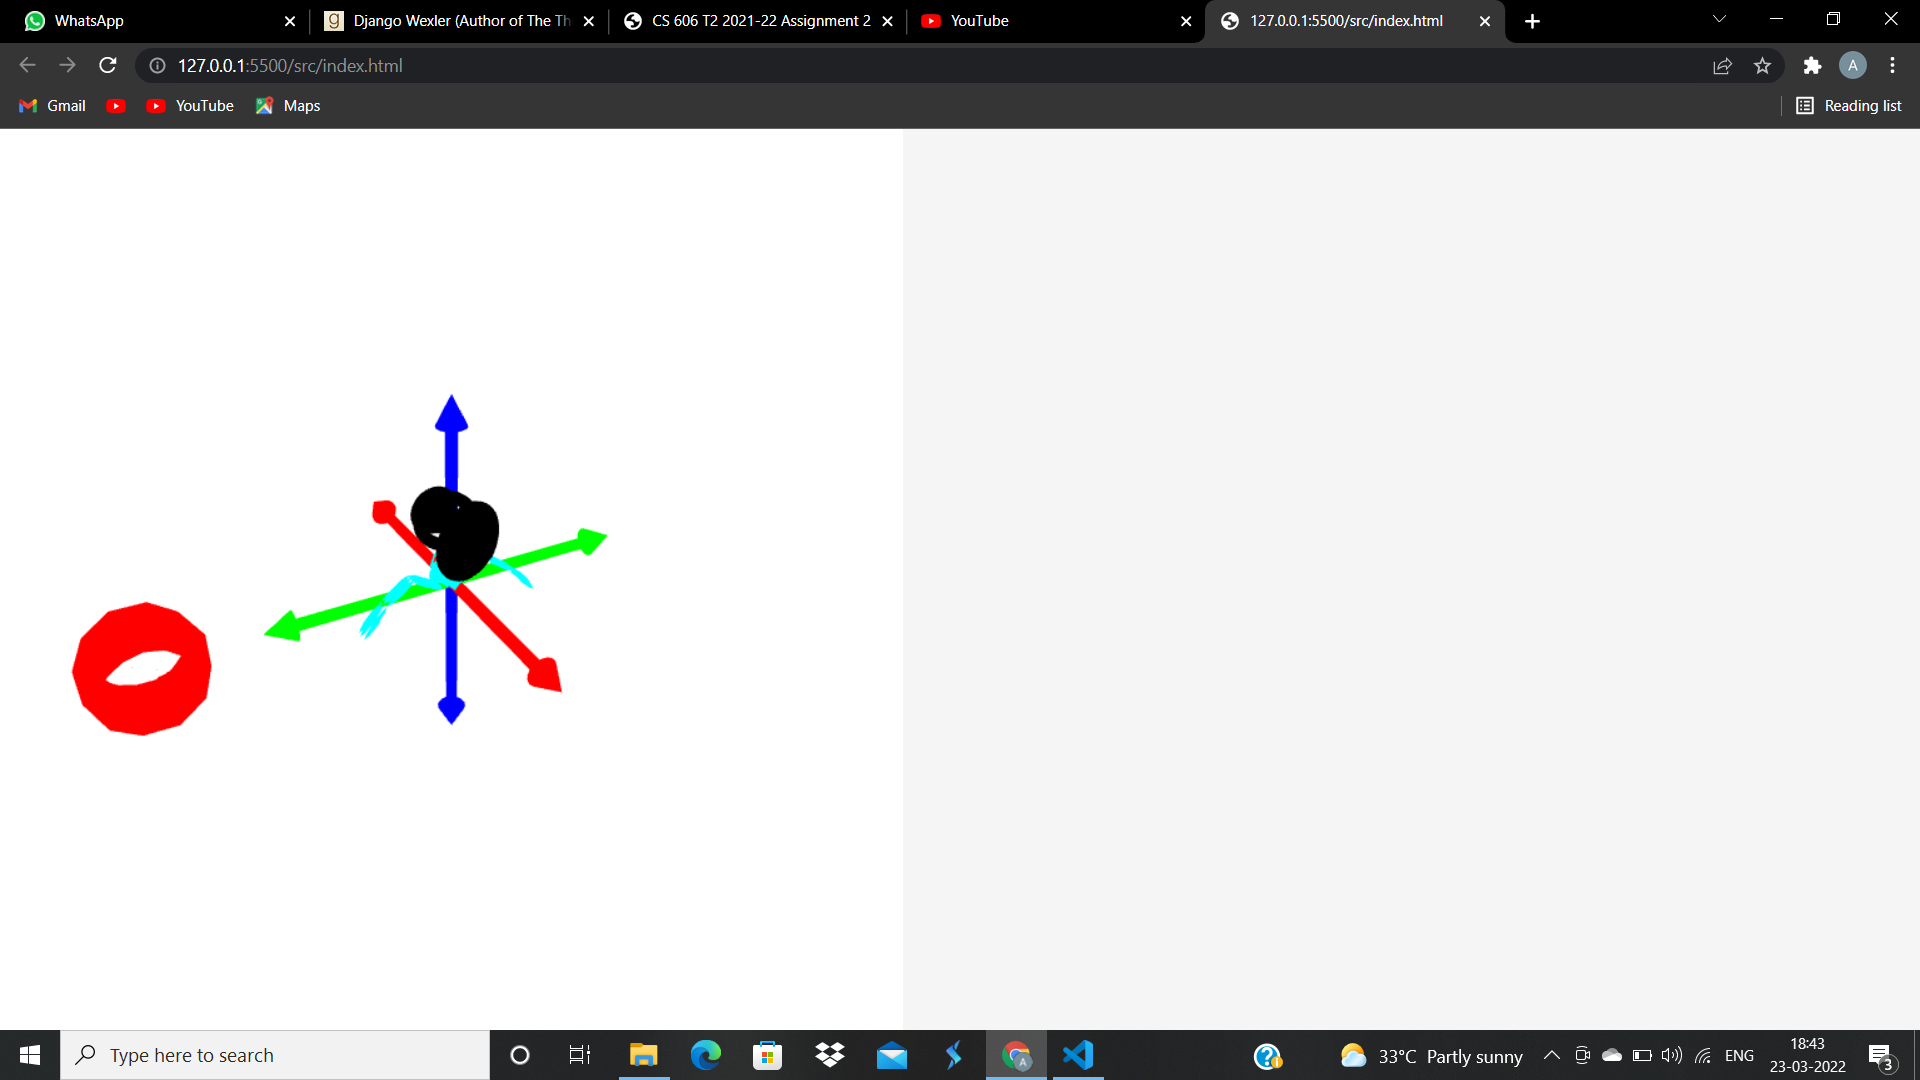 WhatsApp
Django Wexler (Author of The Th
CS 606 T2 2021-22 Assignment 2
YouTube
127.0.0.1:5500/src/index.html
127.0.0.1:5500/src/index.html
A
Gmail
YouTube
Maps
Reading list
Type here to search
A
33°C Partly sunny
ENG
18:43
23-03-2022
3